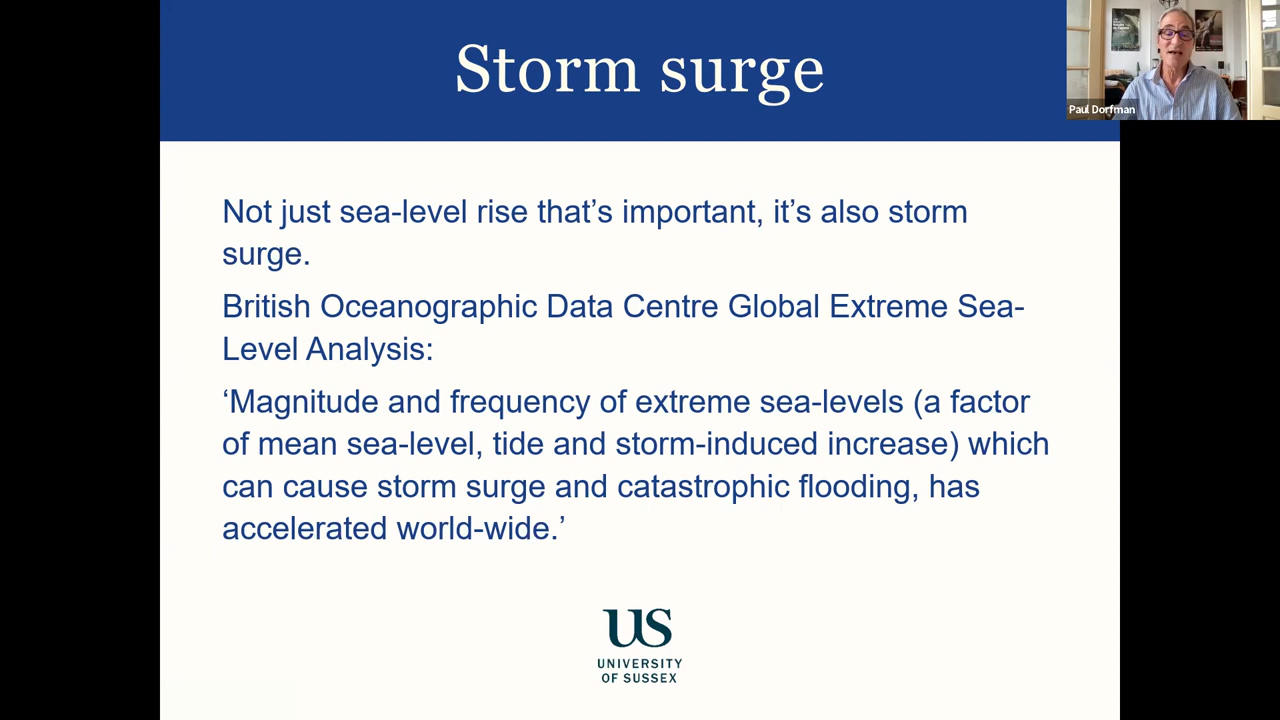 Storm surge
Paul Dorfman
Not just sea-level rise that’s important, it’s also storm
surge.
British Oceanographic Data Centre Global Extreme Sea-
Level Analysis:
‘Magnitude and frequency of extreme sea-levels (a factor
of mean sea-level, tide and storm-induced increase) which
can cause storm surge and catastrophic flooding, has
accelerated world-wide.’
US
UNIVERSITY
OF SUSSEX